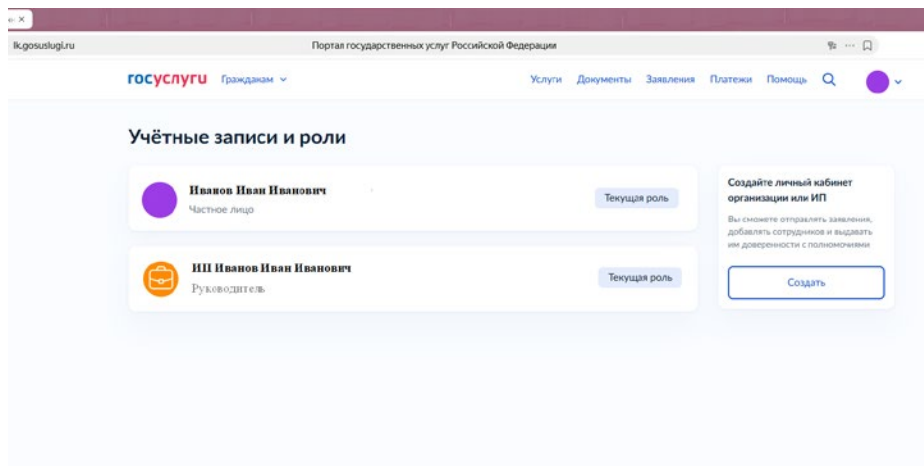 lk.gosuslugi.ru Портал государственных услуг Российской Федерации
госуслуги Гражданам Услуги Документы Заявления Платежи Помощь
Учётные записи и роли
Иванов Иван Иванович
Частное лицо
Текущая роль
ИП Иванов Иван Иванович
Руководитель
Текущая роль
Создайте личный кабинет
организации или ИП
Вы сможете отправлять заявления,
добавлять сотрудников и выдавать
им доверенности с полномочиями
Создать